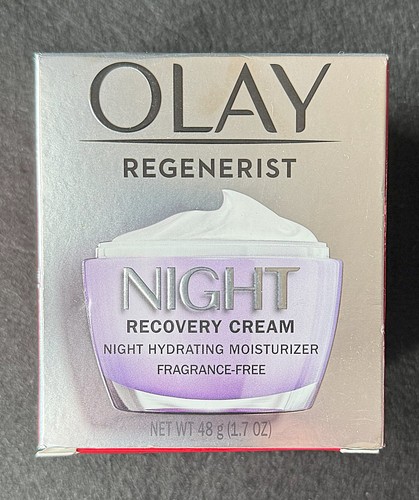 OLAY
REGENERIST
NIGHT
RECOVERY CREAM
NIGHT HYDRATING MOISTURIZER
FRAGRANCE-FREE
NET WT 48 g (1.7 OZ)